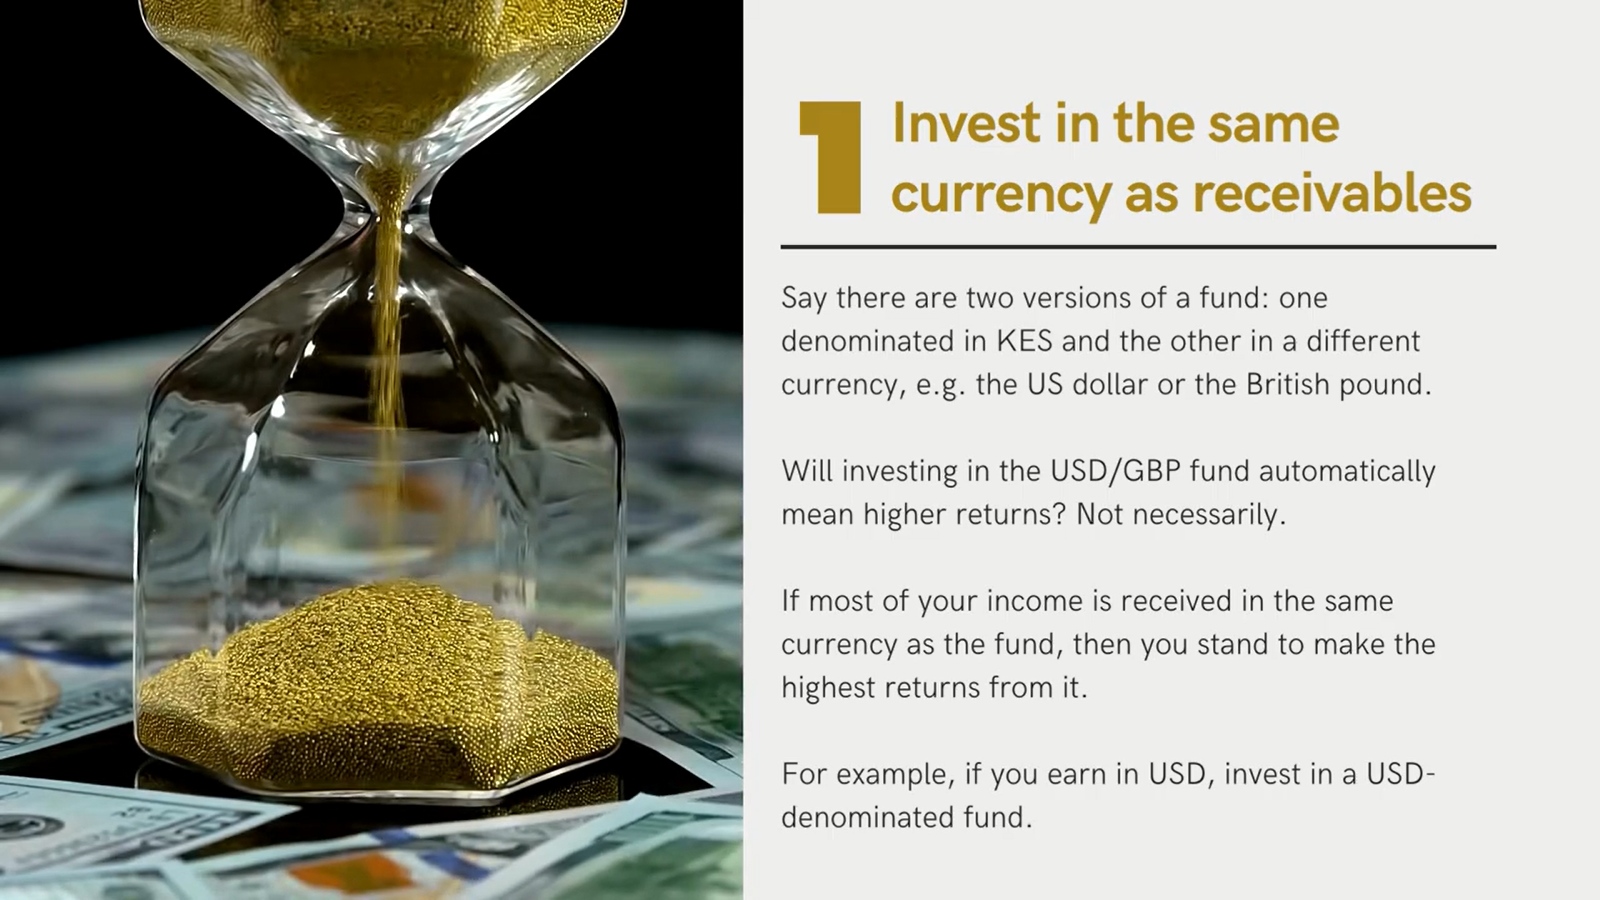 1
Invest in the same
currency as receivables
Say there are two versions of a fund: one
denominated in KES and the other in a different
currency, e.g. the US dollar or the British pound.
Will investing in the USD/GBP fund automatically
mean higher returns? Not necessarily.
If most of your income is received in the same
currency as the fund, then you stand to make the
highest returns from it.
For example, if you earn in USD, invest in a USD-
denominated fund.